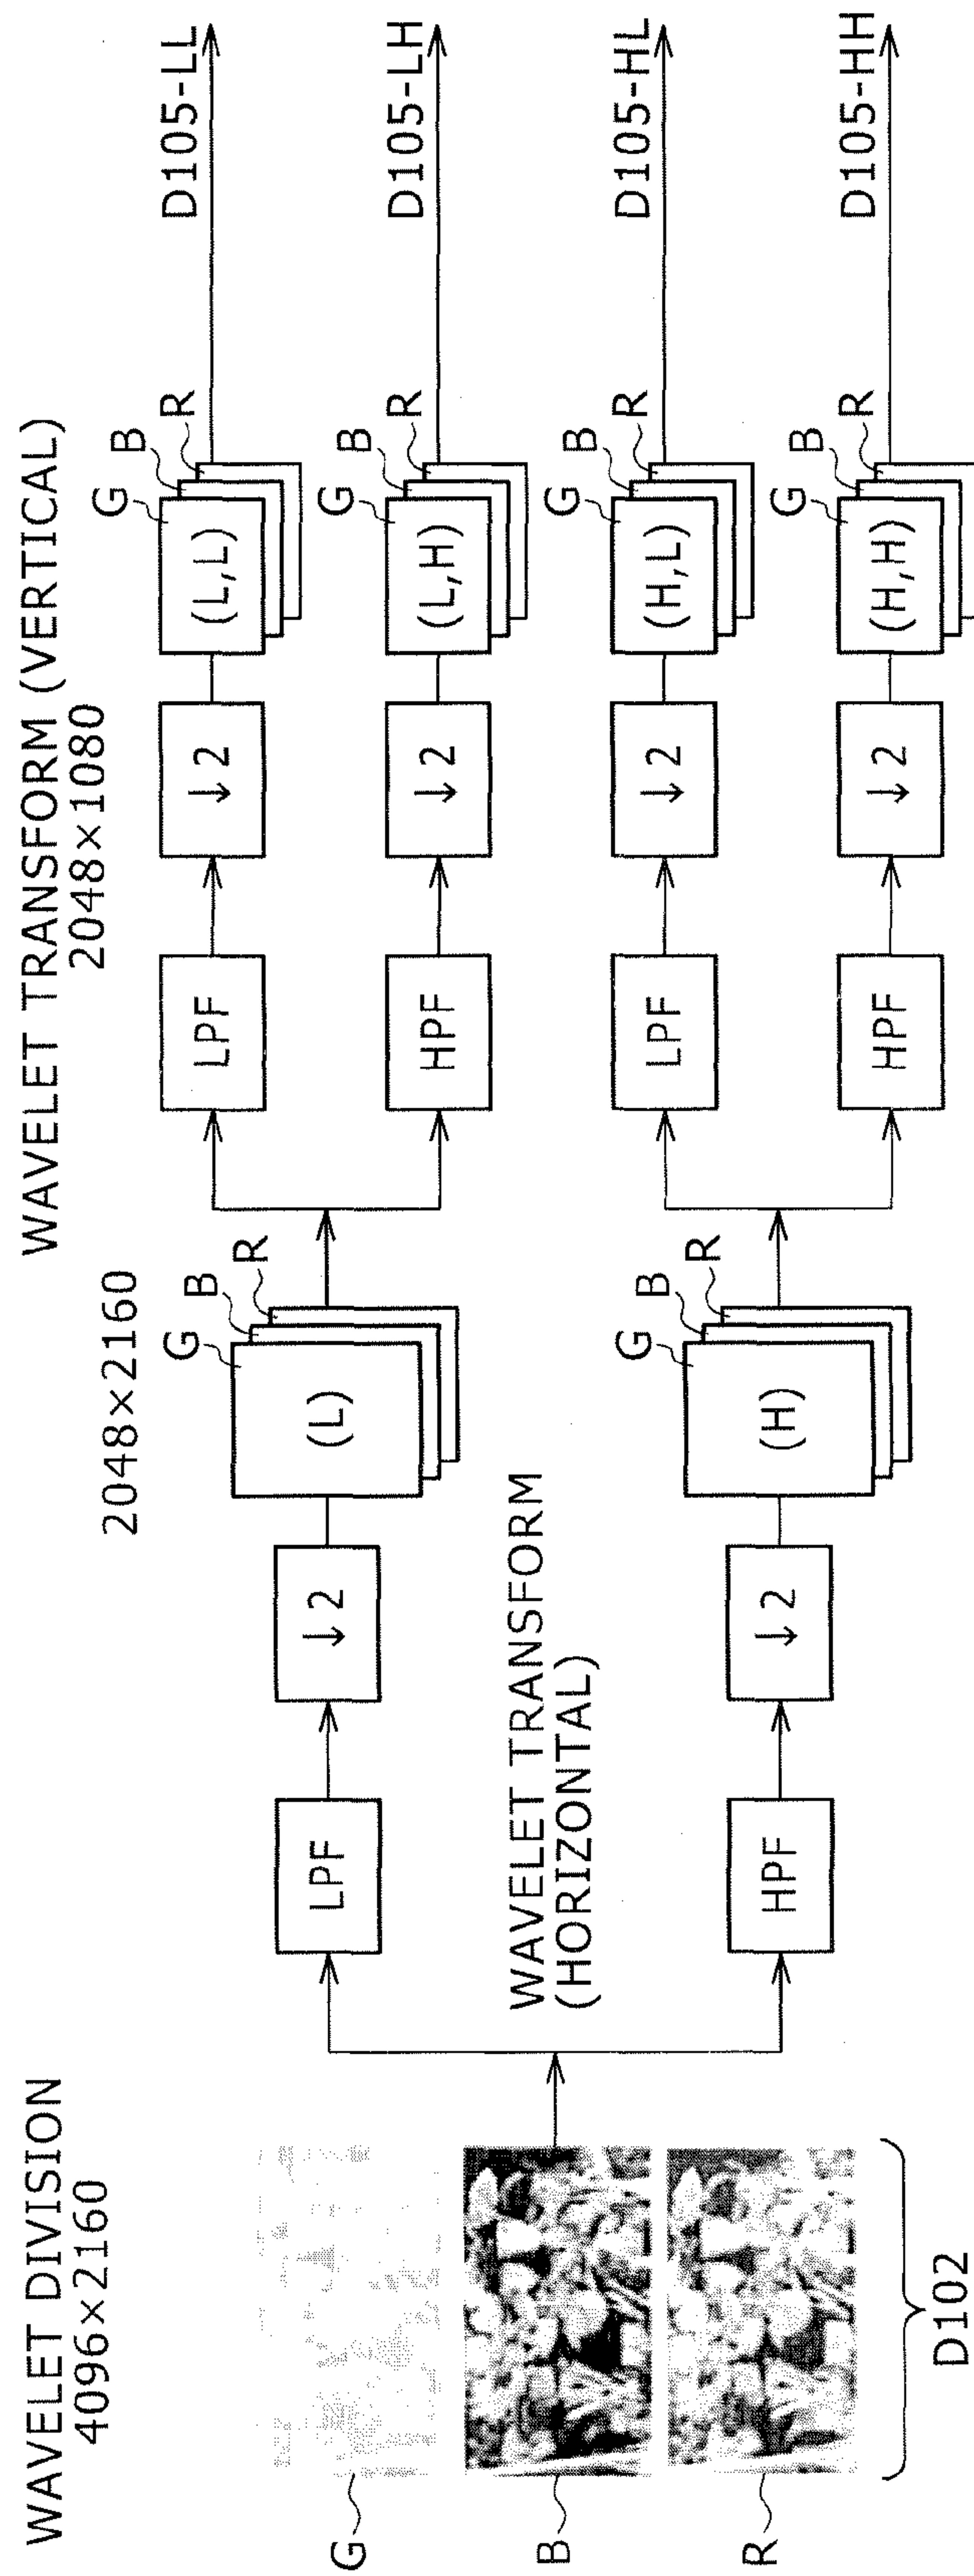 WAVELET DIVISION
4096×2160
G
B
R
D102
LPF
↓2
(L)
G
B
R
2048×2160
WAVELET TRANSFORM
(HORIZONTAL)
HPF
↓2
(H)
G
B
R
WAVELET TRANSFORM (VERTICAL)
2048×1080
LPF
↓2
(L,L)
G
B
R
D105-LL
HPF
↓2
(L,H)
G
B
R
D105-LH
LPF
↓2
(H,L)
G
B
R
D105-HL
HPF
↓2
(H,H)
G
B
R
D105-HH